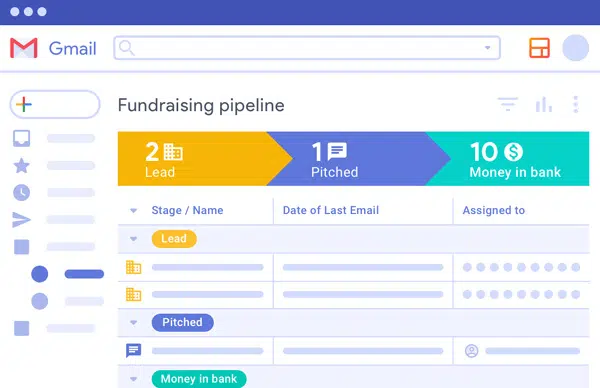 Gmail
Fundraising pipeline
2
Lead
1
Pitched
10
Money in bank
Stage / Name
Date of Last Email
Assigned to
Lead
Pitched
Money in bank